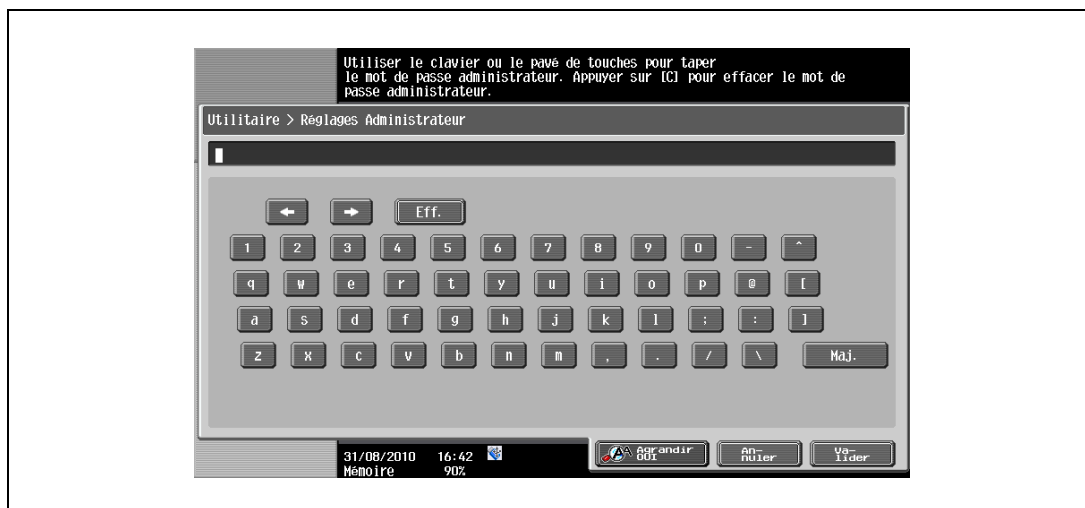 Utiliser le clavier ou le pavé de touches pour taper
le mot de passe administrateur. Appuyer sur [C] pour effacer le mot de
passe administrateur.
Utilitaire > Réglages Administrateur
Eff.
1 2 3 4 5 6 7 8 9 0 - ^
q w e r t y u i o p @ [
a s d f g h j k l ; : ]
z x c v b n m , . / \ Maj.
31/08/2010 16:42
Mémoire 90%
Agrandir
OUI
An-
nuler
Va-
lider